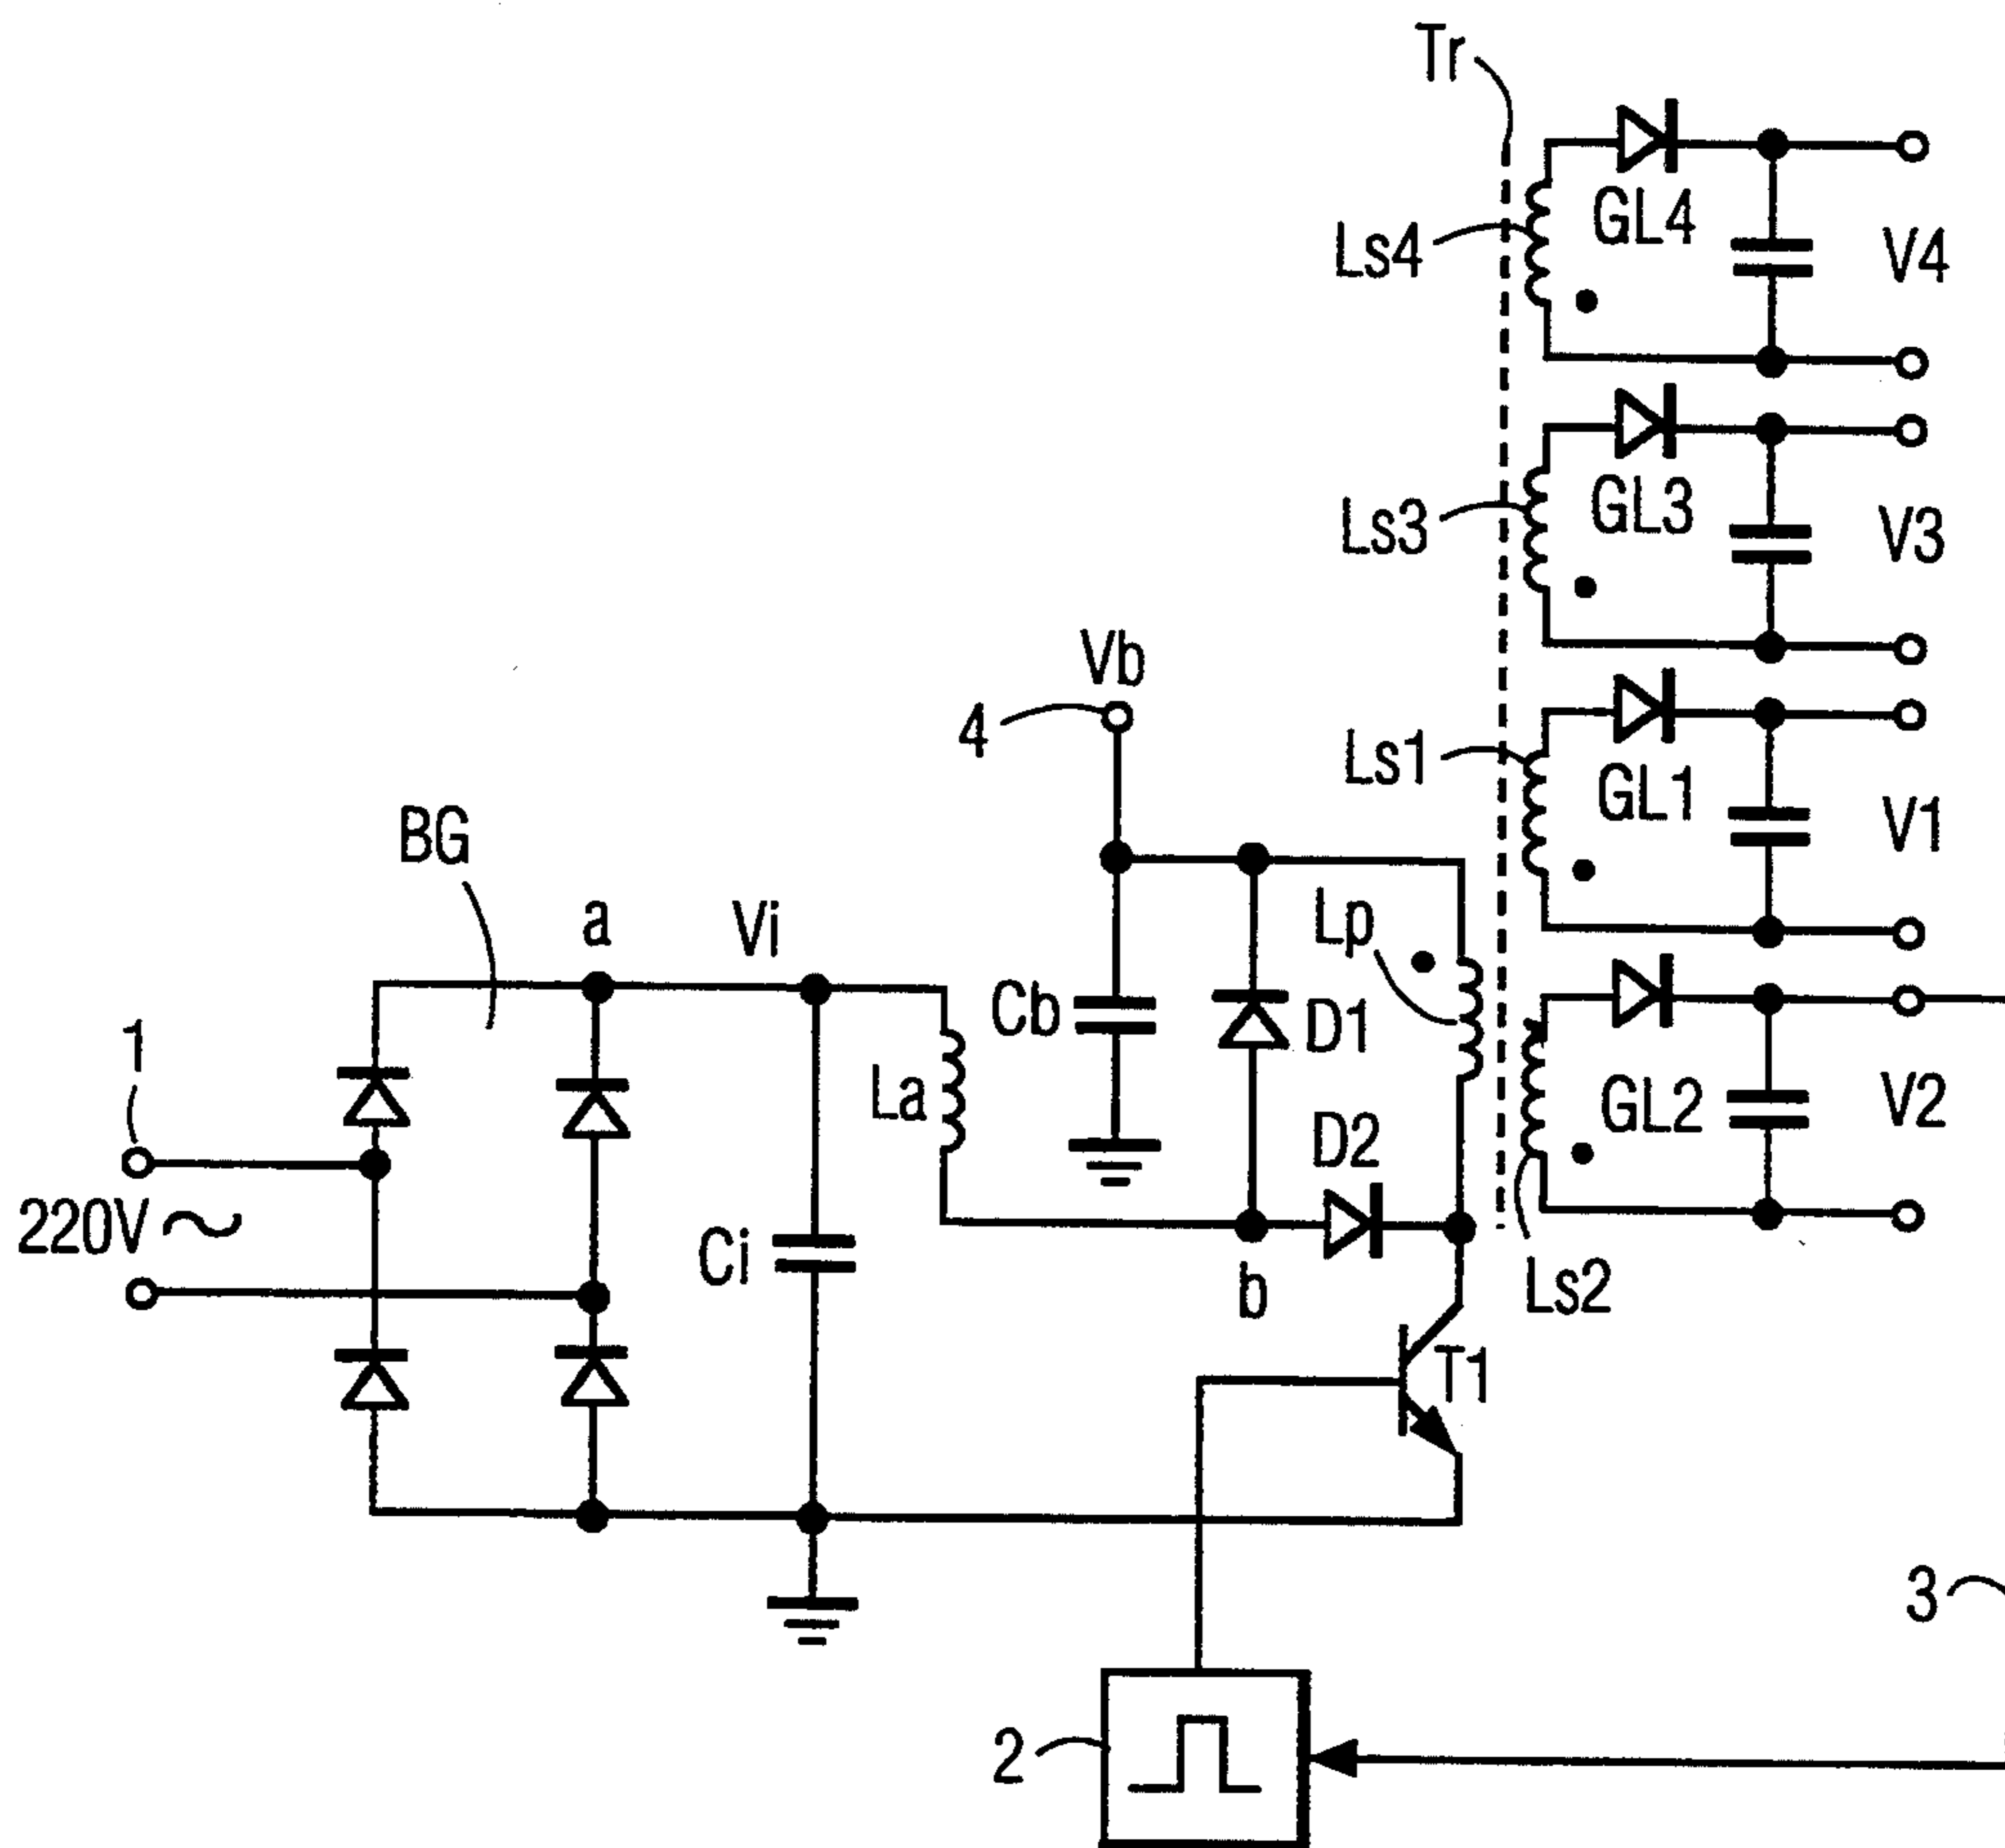 Tr
GL4
Ls4
V4
GL3
Ls3
V3
Vb
4
Ls1
GL1
V1
BG
a
Vi
Lp
Cb
D1
1
La
GL2
V2
D2
220V ~
Ci
b
Ls2
T1
3
2